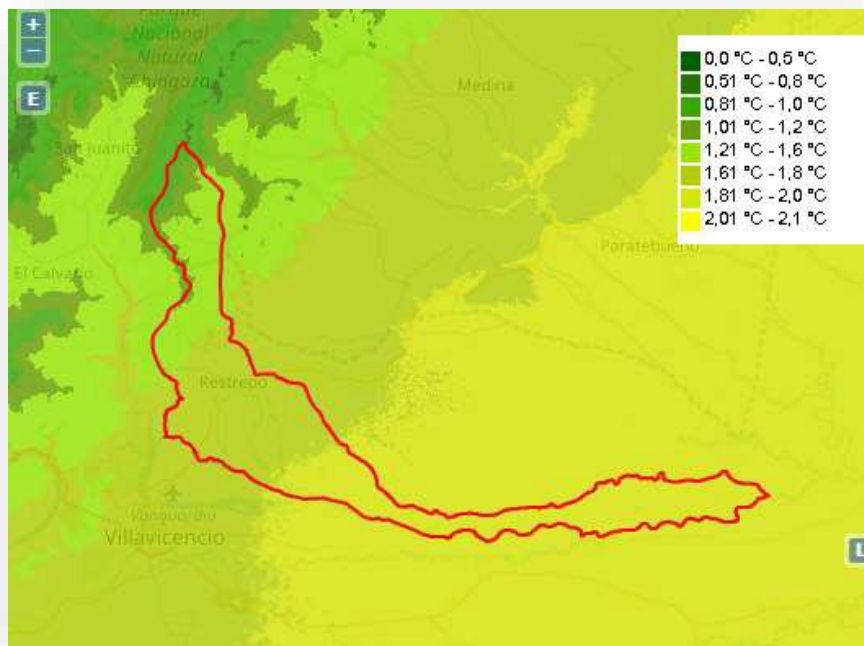 +
Parque
Nacional
−
Natural
Chingaza
E
0,0 °C - 0,5 °C
0,51 °C - 0,8 °C
0,81 °C - 1,0 °C
1,01 °C - 1,2 °C
1,21 °C - 1,6 °C
1,61 °C - 1,8 °C
1,81 °C - 2,0 °C
2,01 °C - 2,1 °C
Medina
San Juanito
Paratebueno
El Calvario
Restrepo
Vanguardia
Villavicencio
L